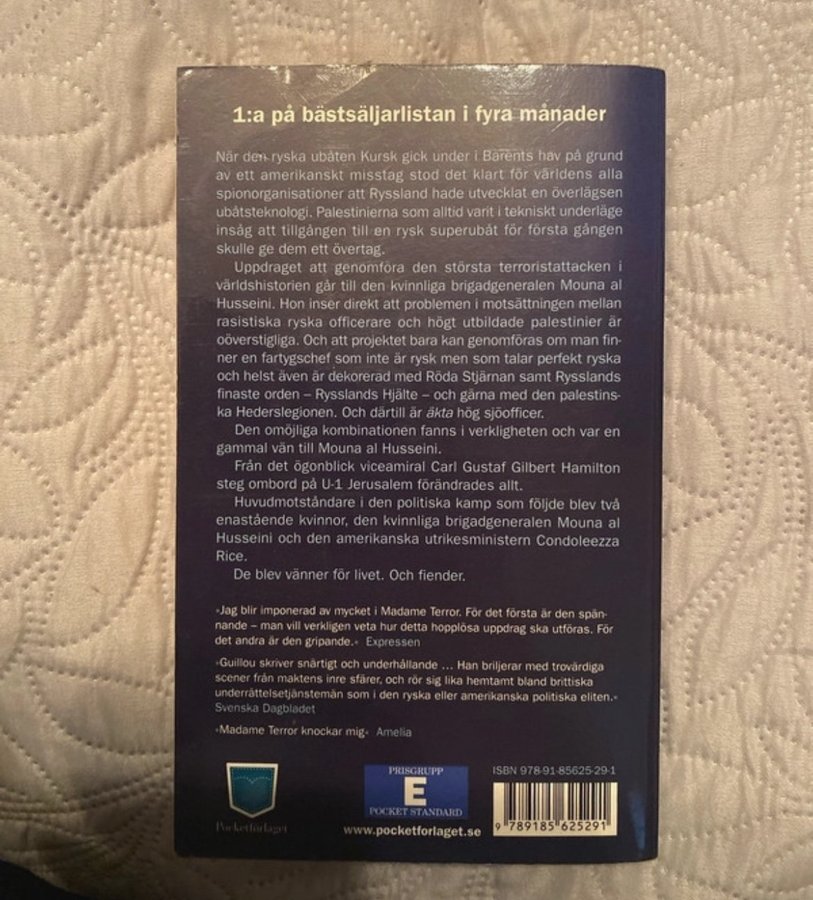 1:a på bästsäljarlistan i fyra månader
När den ryska ubåten Kursk gick under i Barents hav på grund
av ett amerikanskt misstag stod det klart för världens alla
spionorganisationer att Ryssland hade utvecklat en överlägsen
ubåtsteknologi. Palestinierna som alltid varit i tekniskt underläge
insåg att tillgången till en rysk superubåt för första gången
skulle ge dem ett övertag.
Uppdraget att genomföra den största terroristattacken i
världshistorien går till den kvinnliga brigadgeneralen Mouna al
Husseini. Hon inser direkt att problemen i motsättningen mellan
rasistiska ryska officerare och högt utbildade palestinier är
oöverstigliga. Och att projektet bara kan genomföras om man fin-
ner en fartygschef som inte är rysk men som talar perfekt ryska
och helst även är dekorerad med Röda Stjärnan samt Rysslands
finaste orden – Rysslands Hjälte – och gärna med den palestins-
ka Hederslegionen. Och därtill är äkta hög sjöofficer.
Den omöjliga kombinationen fanns i verkligheten och var en
gammal vän till Mouna al Husseini.
Från det ögonblick viceamiral Carl Gustaf Gilbert Hamilton
steg ombord på U-1 Jerusalem förändrades allt.
Huvudmotståndare i den politiska kamp som följde blev två
enastående kvinnor, den kvinnliga brigadgeneralen Mouna al
Husseini och den amerikanska utrikesministern Condoleezza
Rice.
De blev vänner för livet. Och fiender.
»Jag blir imponerad av mycket i Madame Terror. För det första är den spän-
nande – man vill verkligen veta hur detta hopplösa uppdrag ska utföras. För
det andra är den gripande.« Expressen
»Guillou skriver snärtigt och underhållande … Han briljerar med trovärdiga
scener från maktens inre sfärer, och rör sig lika hemtamt bland brittiska
underrättelsetjänstemän som i den ryska eller amerikanska politiska eliten.«
Svenska Dagbladet
»Madame Terror knockar mig« Amelia
Pocketförlaget
PRISGRUPP
E
POCKET STANDARD
www.pocketforlaget.se
ISBN 978-91-85625-29-1
9 789185 625291